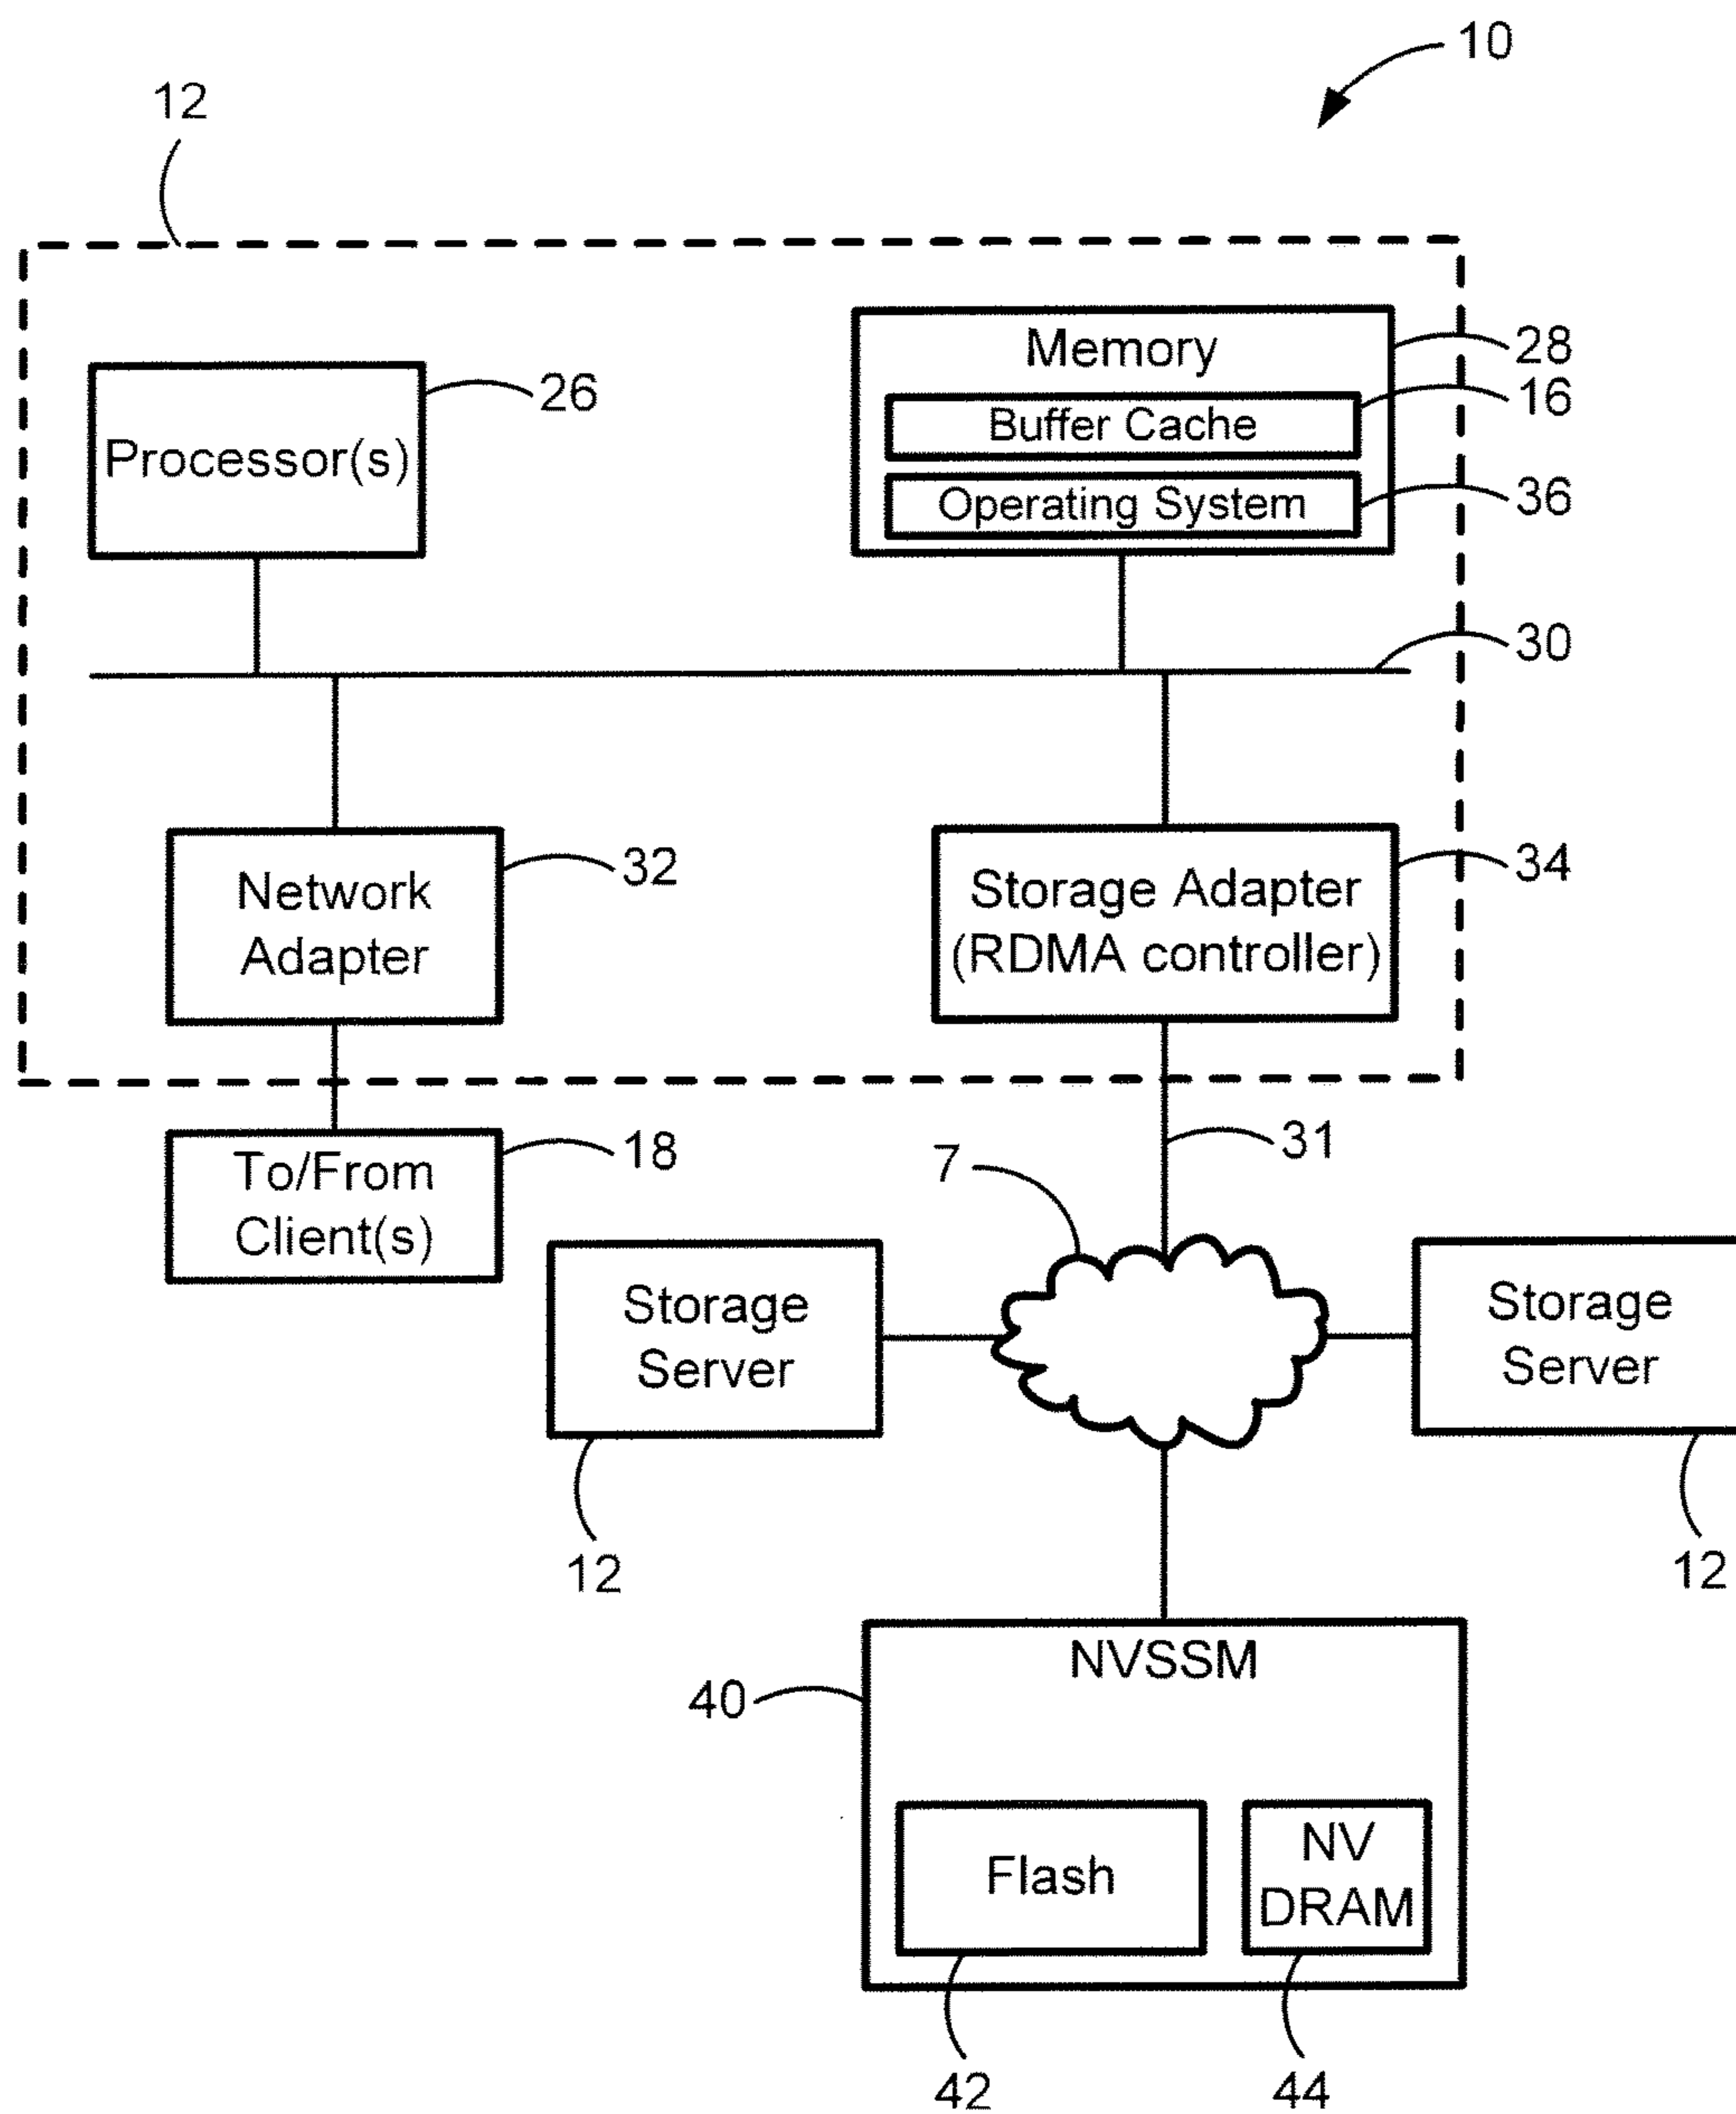 10
12
Memory
28
16
Buffer Cache
26
Processor(s)
Operating System
36
30
32
Network
Adapter
34
Storage Adapter
(RDMA controller)
18
To/From
Client(s)
31
7
Storage
Server
Storage
Server
12
12
NVSSM
40
Flash
NV
DRAM
42
44